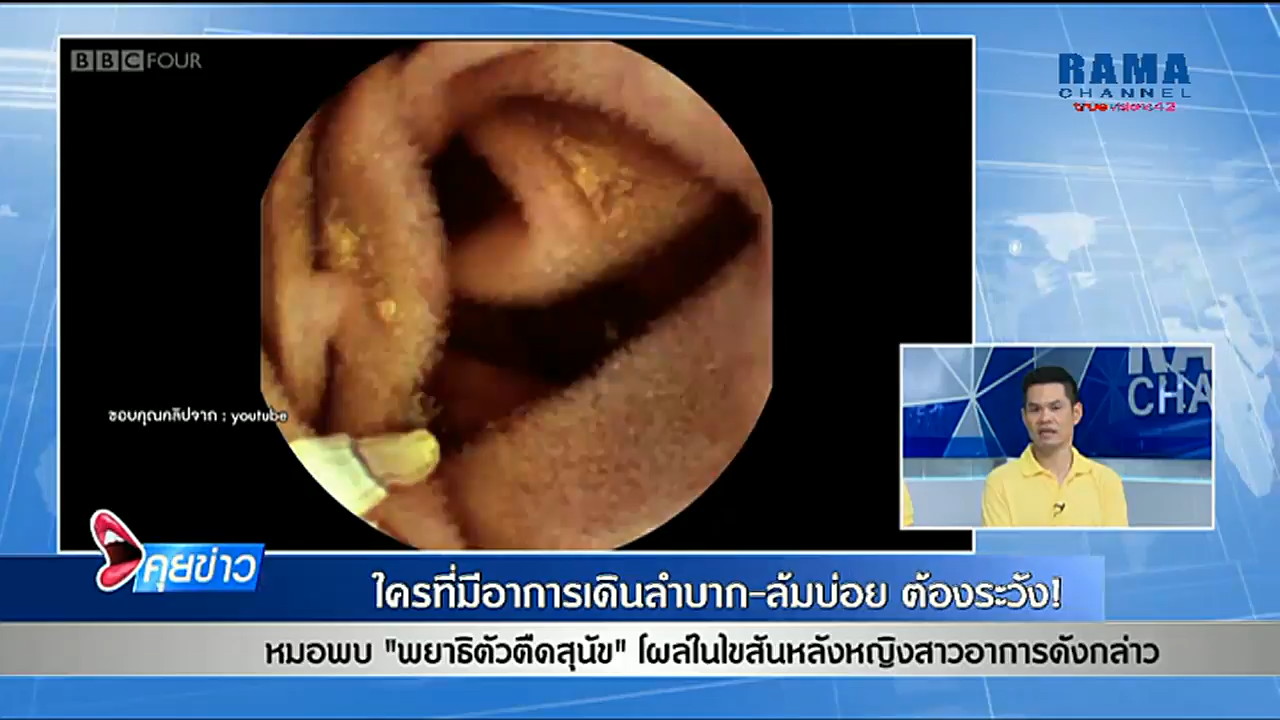 BBC FOUR
RAMA
CHANNEL
true visions 42
ขอบคุณคลิปจาก : youtube
RA
CHA
คุยข่าว
ใครที่มีอาการเดินลำบาก-ล้มบ่อย ต้องระวัง!
หมอพบ "พยาธิตัวตืดสุนัข" โผล่ในไขสันหลังหญิงสาวอาการดังกล่าว